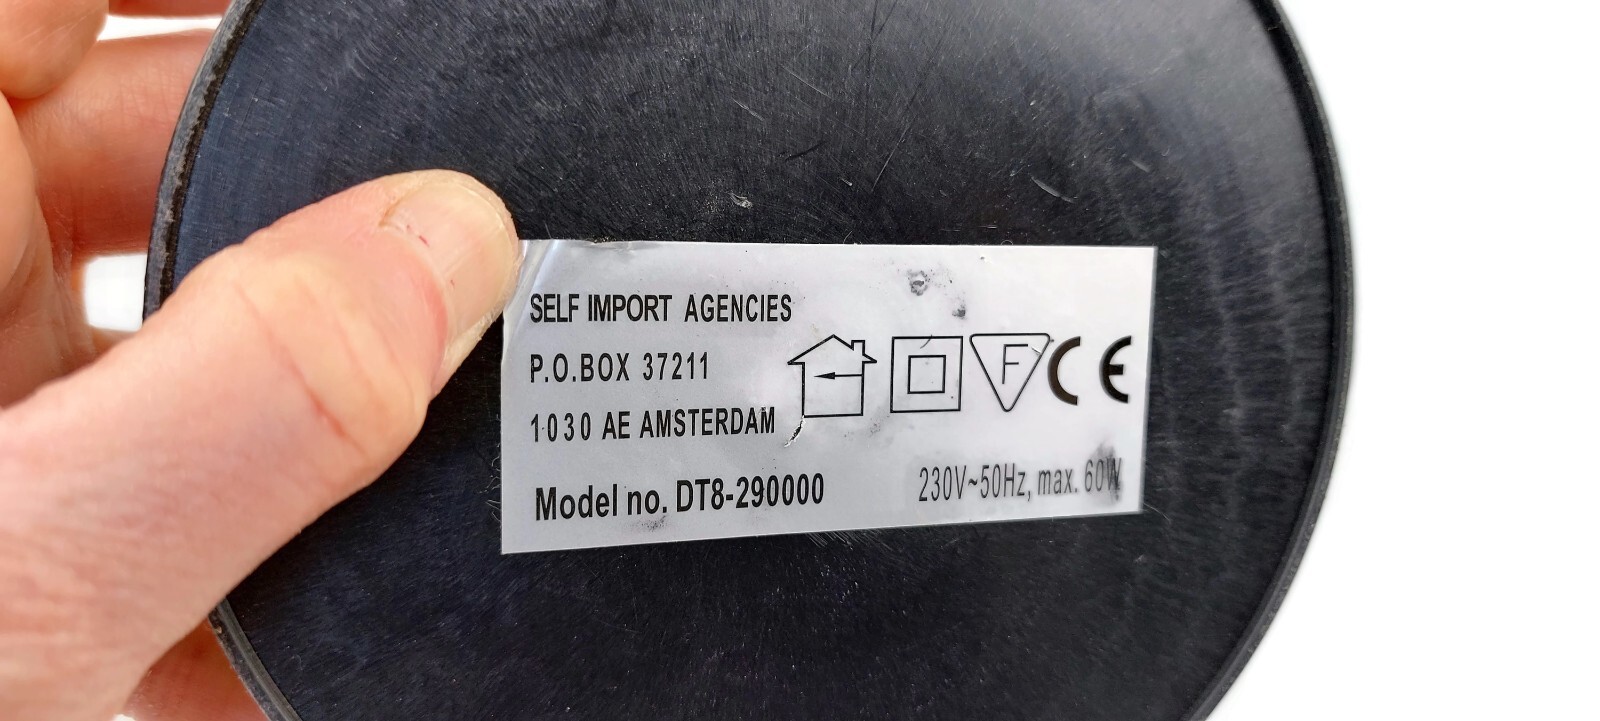 SELF IMPORT AGENCIES
P.O.BOX 37211
1030 AE AMSTERDAM
F CE
Model no. DT8-290000
230V~50Hz, max. 60W